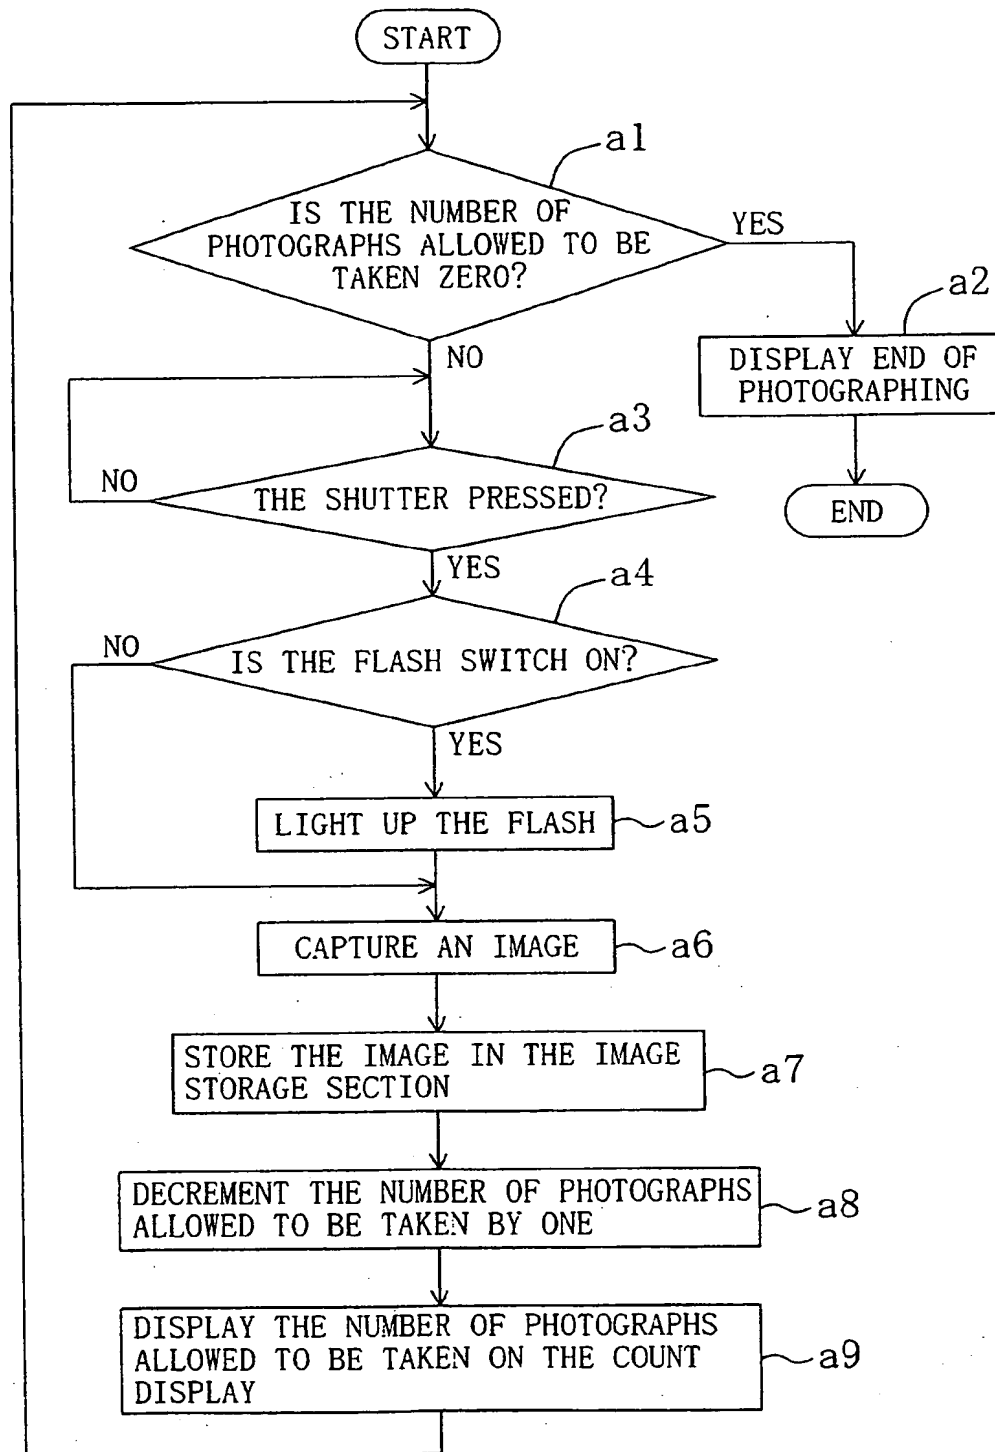 START
a1
IS THE NUMBER OF
PHOTOGRAPHS ALLOWED TO BE
TAKEN ZERO?
YES
a2
DISPLAY END OF
PHOTOGRAPHING
END
NO
a3
NO
THE SHUTTER PRESSED?
YES
a4
NO
IS THE FLASH SWITCH ON?
YES
LIGHT UP THE FLASH
a5
CAPTURE AN IMAGE
a6
STORE THE IMAGE IN THE IMAGE
STORAGE SECTION
a7
DECREMENT THE NUMBER OF PHOTOGRAPHS
ALLOWED TO BE TAKEN BY ONE
a8
DISPLAY THE NUMBER OF PHOTOGRAPHS
ALLOWED TO BE TAKEN ON THE COUNT
DISPLAY
a9